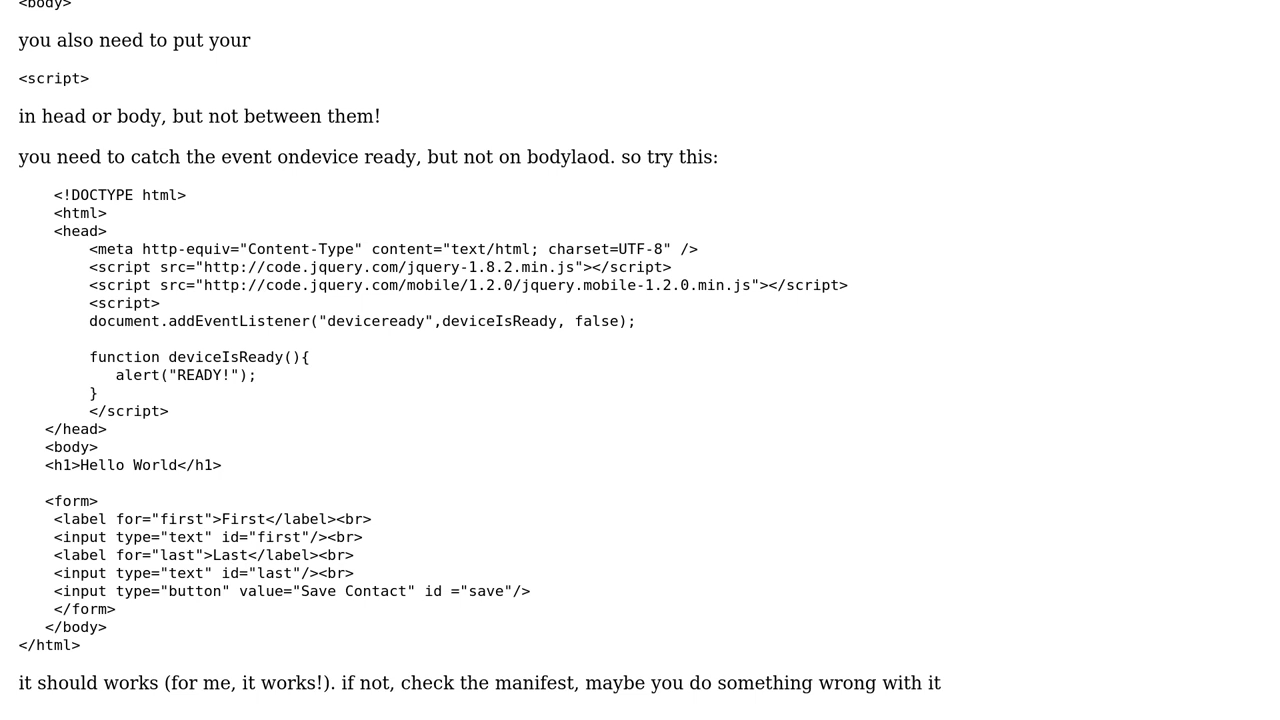 <body>
you also need to put your
<script>
in head or body, but not between them!
you need to catch the event ondevice ready, but not on bodylaod. so try this:
<!DOCTYPE html>
<html>
<head>
<meta http-equiv="Content-Type" content="text/html; charset=UTF-8" />
<script src="http://code.jquery.com/jquery-1.8.2.min.js"></script>
<script src="http://code.jquery.com/mobile/1.2.0/jquery.mobile-1.2.0.min.js"></script>
<script>
document.addEventListener("deviceready",deviceIsReady, false);
function deviceIsReady(){
alert("READY!");
}
</script>
</head>
<body>
<h1>Hello World</h1>
<form>
<label for="first">First</label><br>
<input type="text" id="first"/><br>
<label for="last">Last</label><br>
<input type="text" id="last"/><br>
<input type="button" value="Save Contact" id ="save"/>
</form>
</body>
</html>
it should works (for me, it works!). if not, check the manifest, maybe you do something wrong with it